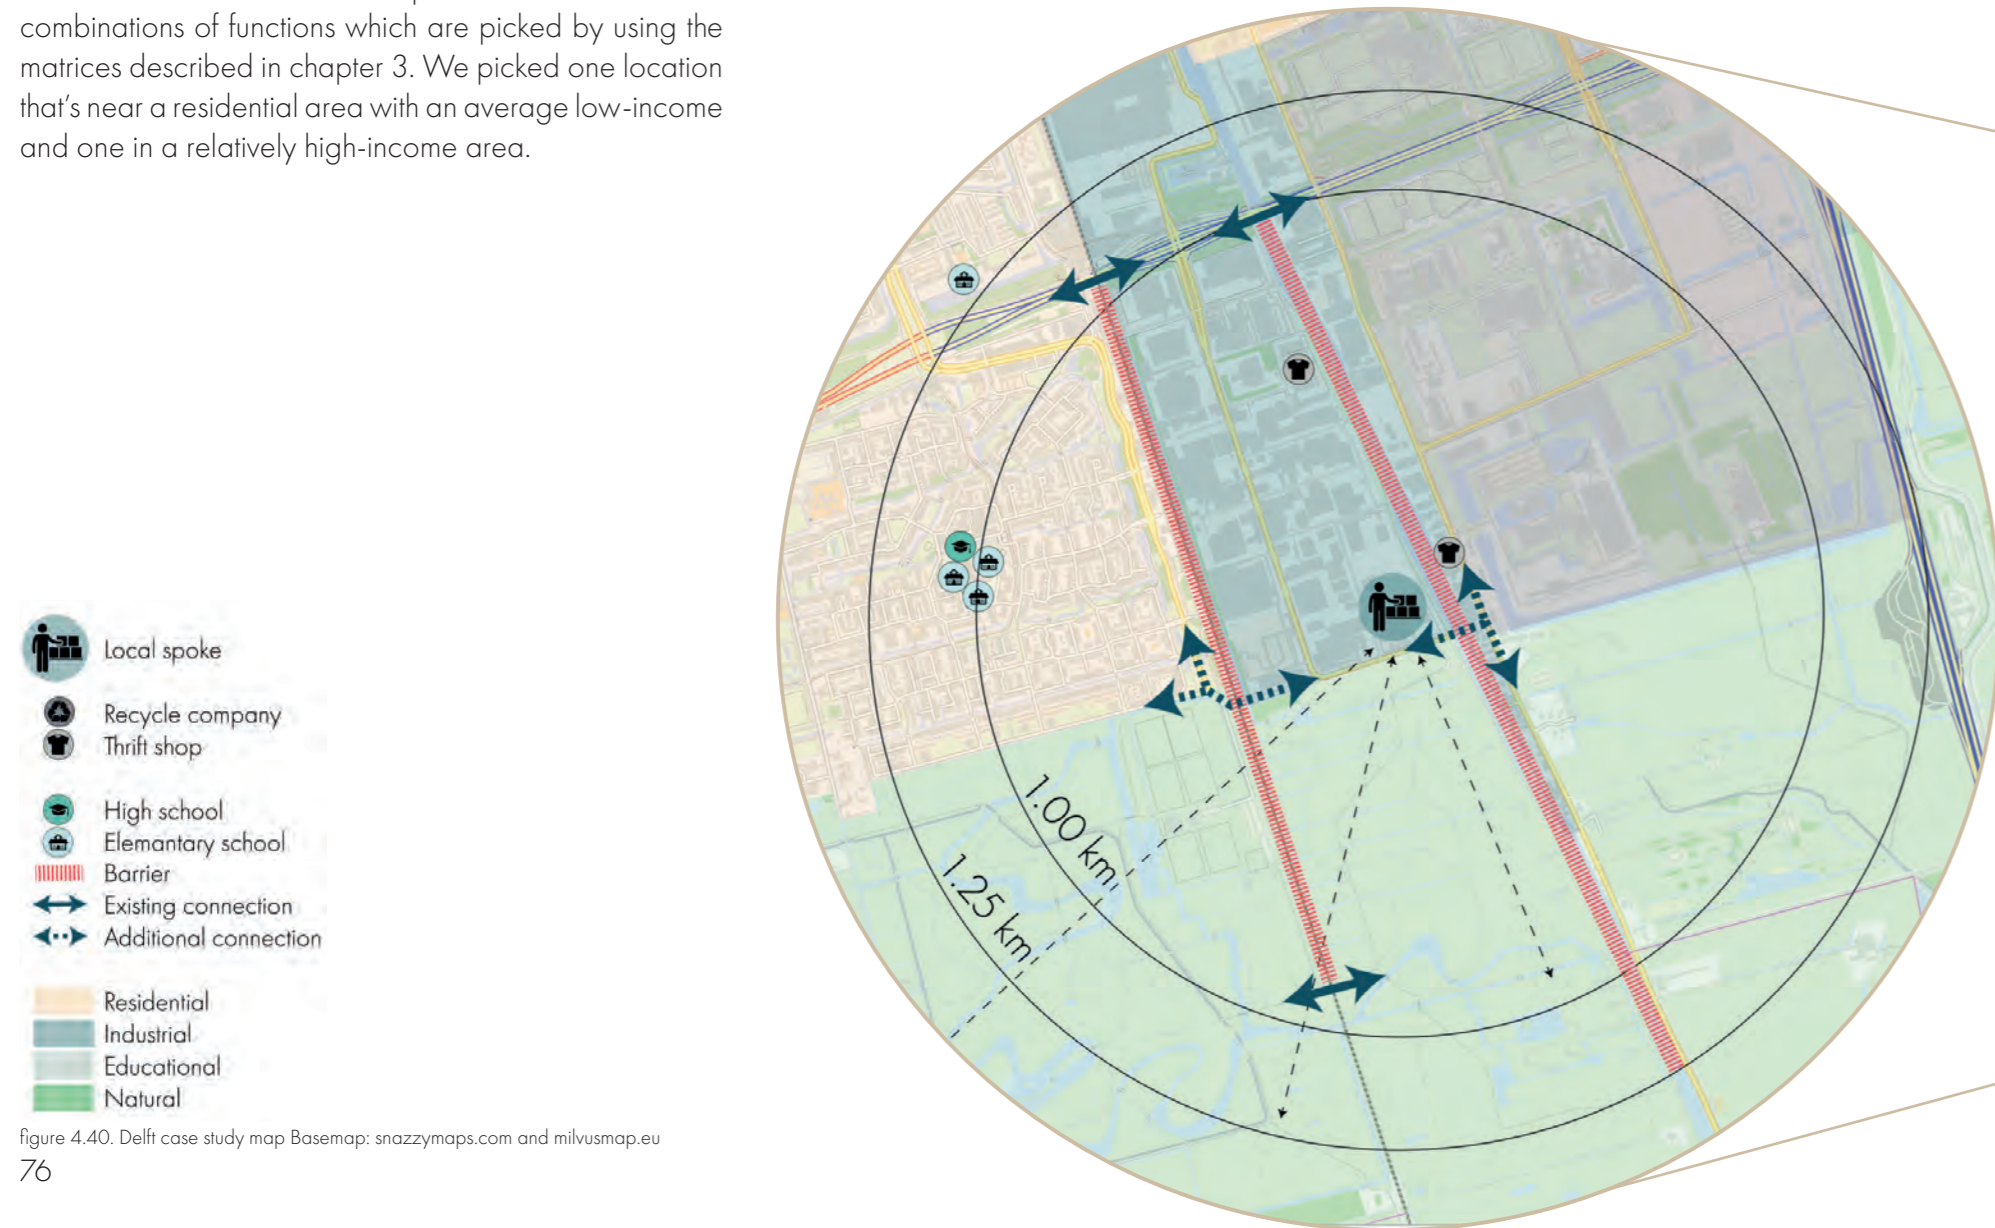 combinations of functions which are picked by using the
matrices described in chapter 3. We picked one location
that's near a residential area with an average low-income
and one in a relatively high-income area.
Local spoke
Recycle company
Thrift shop
High school
Elemantary school
Barrier
Existing connection
Additional connection
Residential
Industrial
Educational
Natural
figure 4.40. Delft case study map Basemap: snazzymaps.com and milvusmap.eu
76
1.00 km
1.25 km